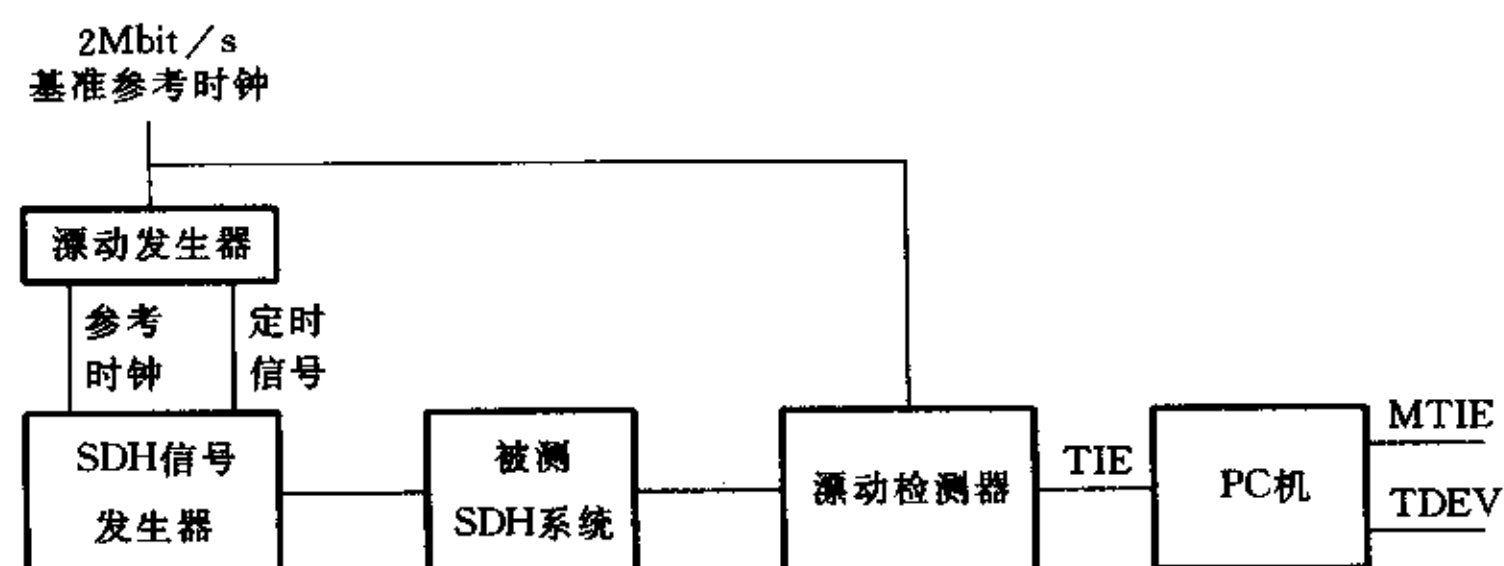 2Mbit／s
基准参考时钟
漂动发生器
参考
时钟
定时
信号
SDH信号
发生器
被测
SDH系统
漂动检测器
TIE
PC机
MTIE
TDEV